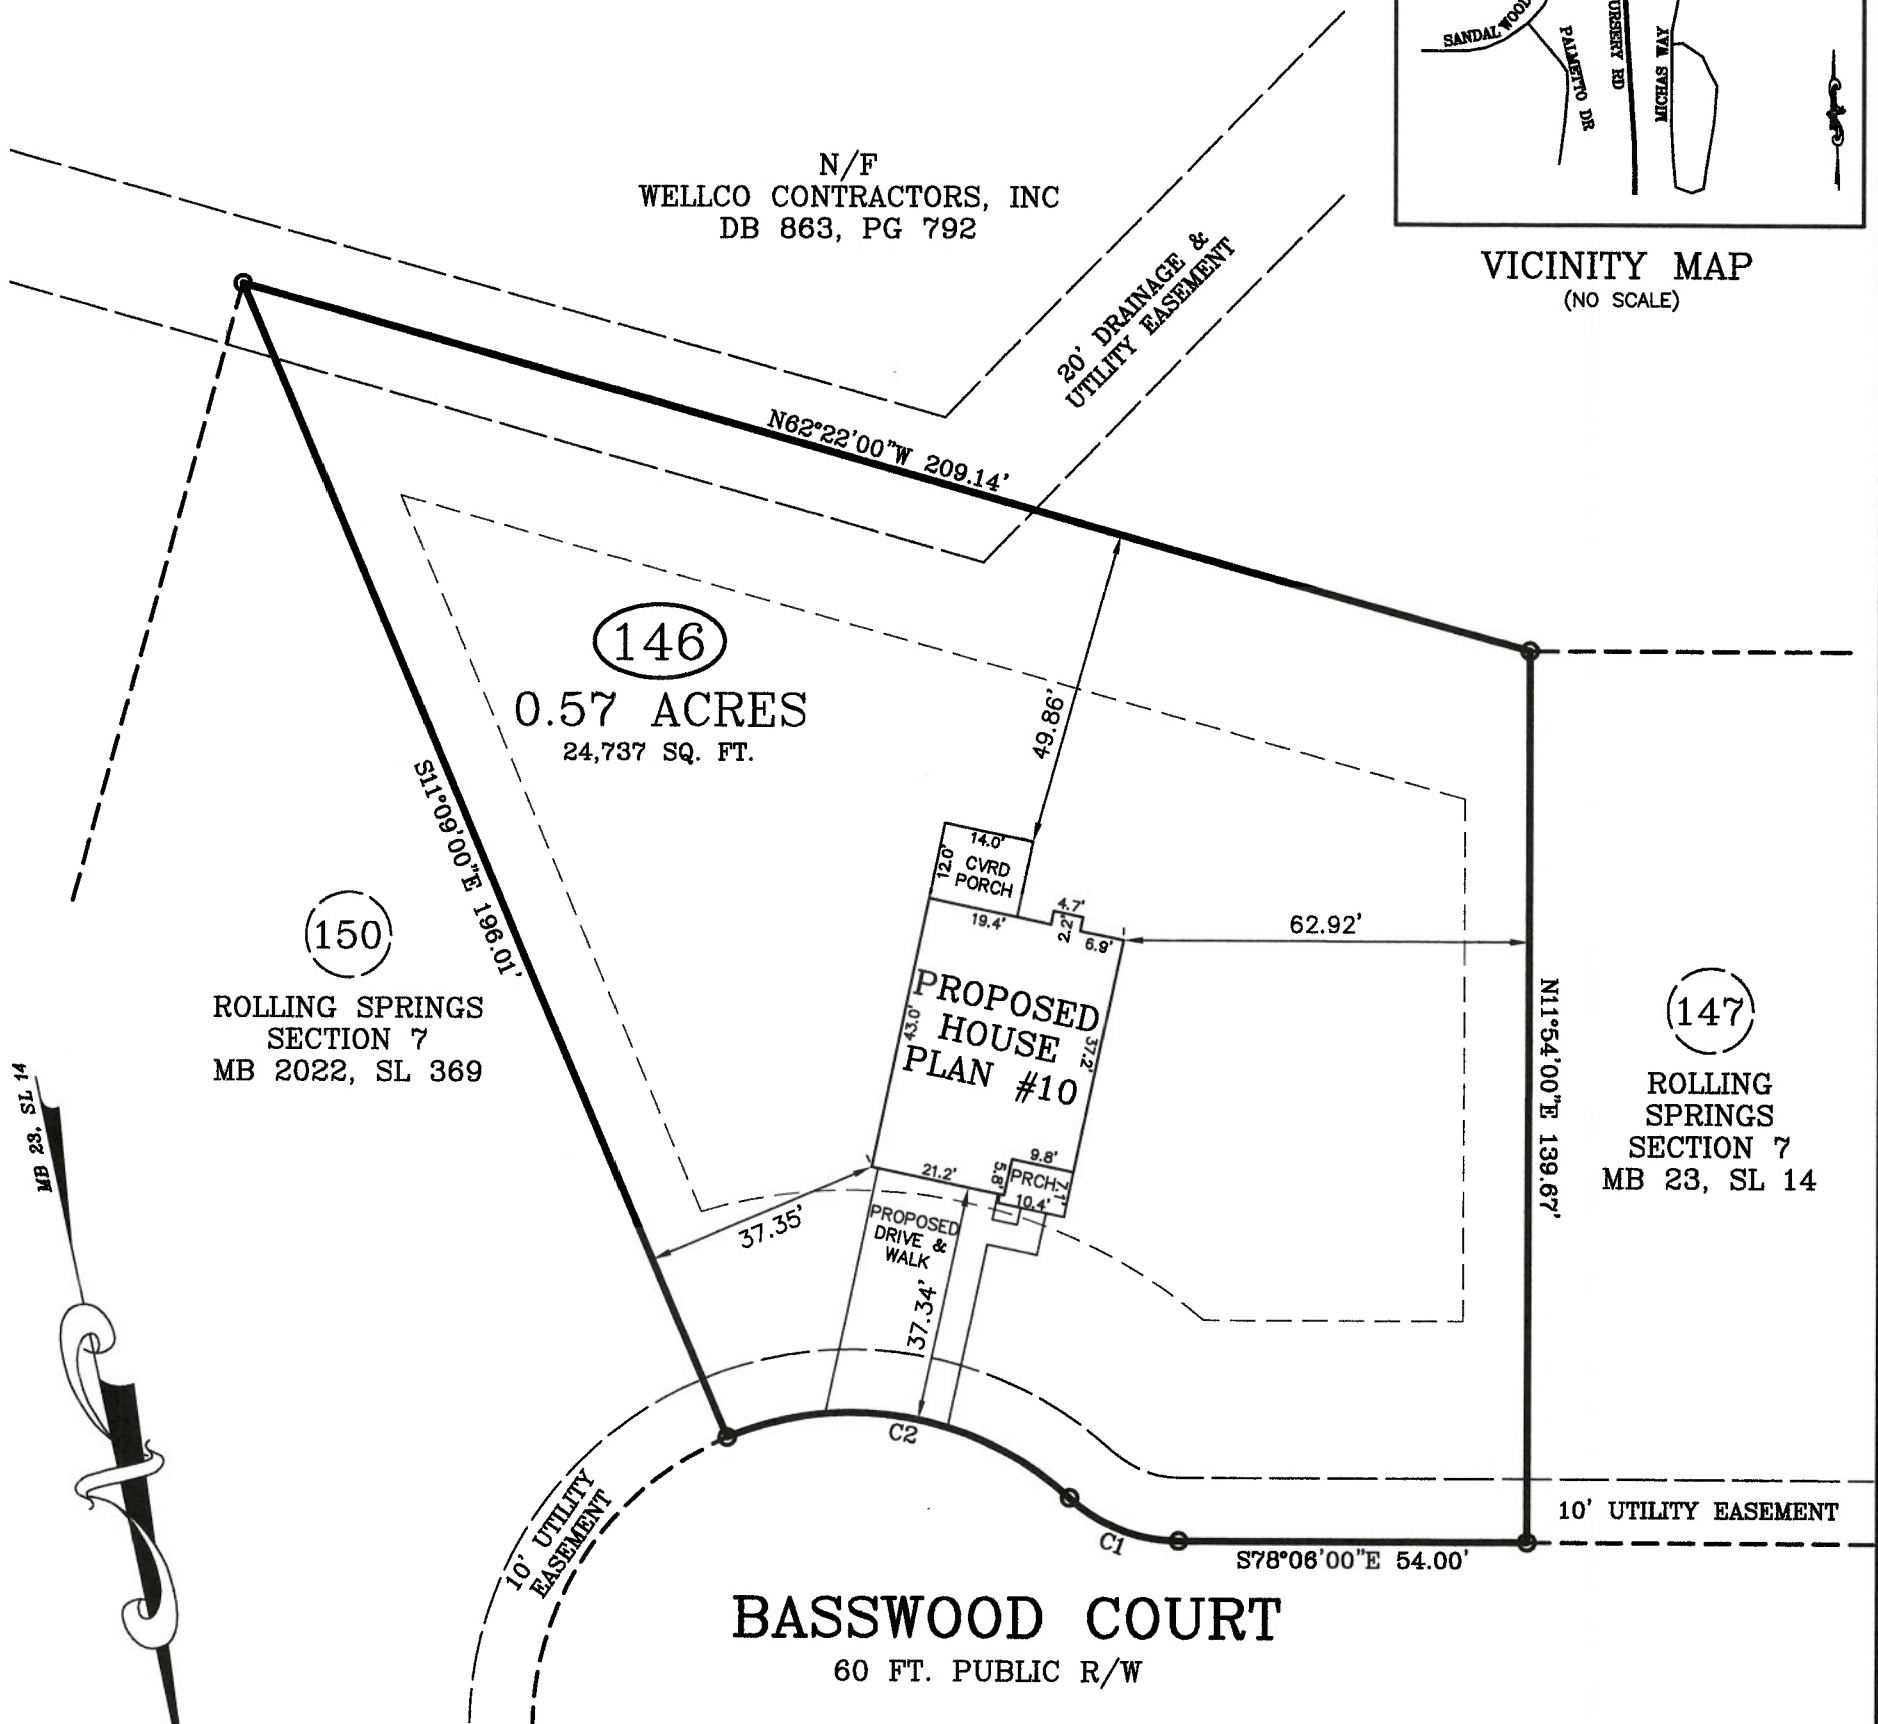 SANDALWOOD
PALMETTO DR
URSERY RD
MICHAS WAY
VICINITY MAP
(NO SCALE)
N/F
WELLCO CONTRACTORS, INC
DB 863, PG 792
20' DRAINAGE &
UTILITY EASEMENT
N62°22'00"W 209.14'
146
0.57 ACRES
24,737 SQ. FT.
49.86'
S11°09'00"E 196.01'
14.0'
12.0'
CVRD
PORCH
19.4'
4.7'
2.2'
6.9'
62.92'
150
ROLLING SPRINGS
SECTION 7
MB 2022, SL 369
PROPOSED
HOUSE
PLAN #10
43.0'
37.2'
N11°54'00"E 139.67'
147
ROLLING
SPRINGS
SECTION 7
MB 23, SL 14
MB 23, SL 14
21.2'
5.8'
9.8'
PRCH
7.1'
10.4'
37.35'
PROPOSED
DRIVE &
WALK
37.34'
C2
C1
10' UTILITY
EASEMENT
10' UTILITY EASEMENT
S78°06'00"E 54.00'
BASSWOOD COURT
60 FT. PUBLIC R/W